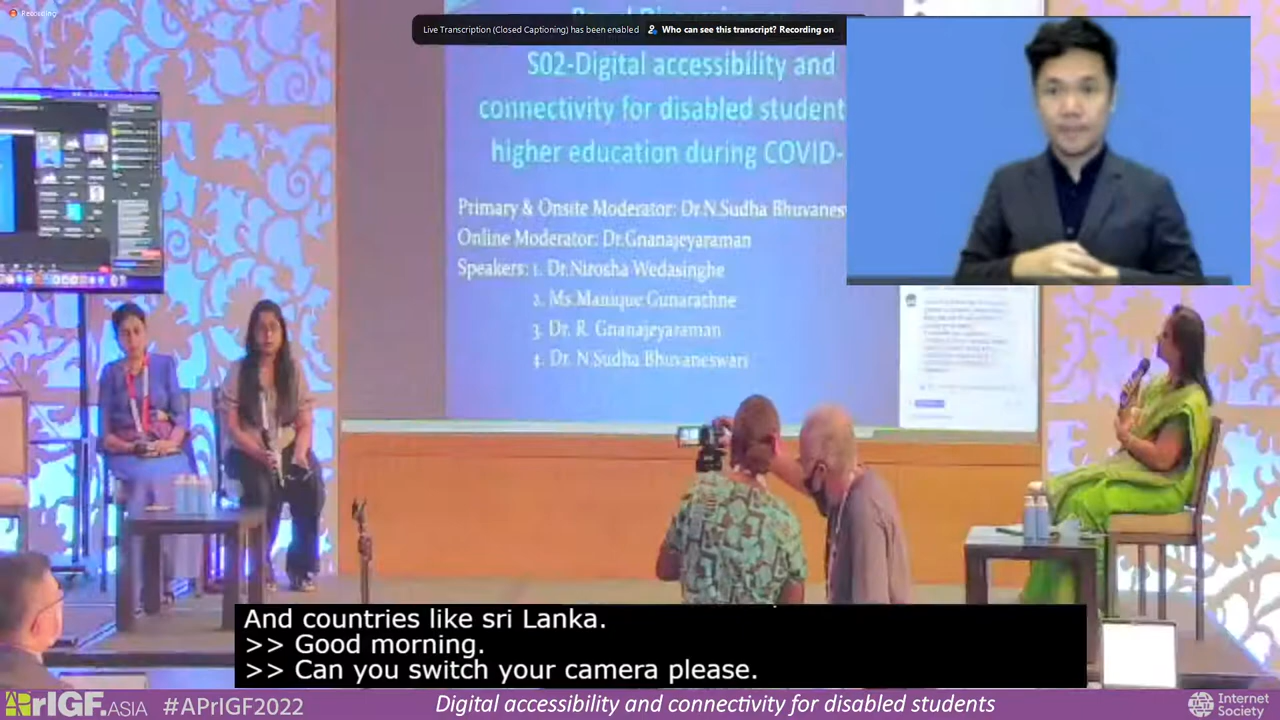 Recording
Live Transcription (Closed Captioning) has been enabled
Who can see this transcript? Recording on
S02-Digital accessibility and
connectivity for disabled student
higher education during COVID-
Primary & Onsite Moderator: Dr.N.Sudha Bhuvanes
Online Moderator: Dr.Gnanajeyaraman
Speakers: 1. Dr.Nirosha Wedasinghe
2. Ms.Manique Gunarathne
3. Dr. R. Gnanajeyaraman
4. Dr. N.Sudha Bhuvaneswari
And countries like sri Lanka.
>> Good morning.
>> Can you switch your camera please.
APrIGF.ASIA #APrIGF2022
Digital accessibility and connectivity for disabled students
Internet
Society